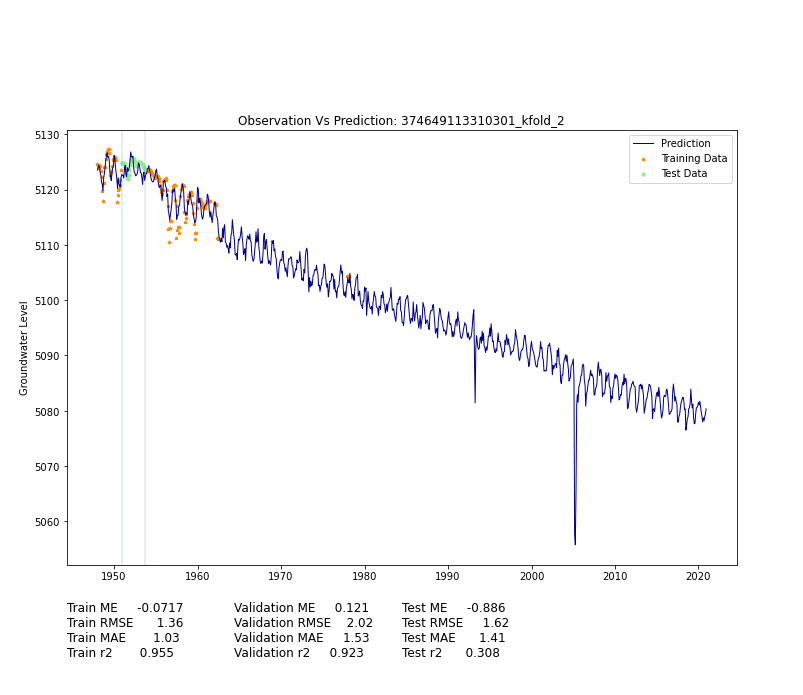 Observation Vs Prediction: 374649113310301_kfold_2
5130
5120
5110
5100
5090
5080
5070
5060
Groundwater Level
Prediction
Training Data
Test Data
1950 1960 1970 1980 1990 2000 2010 2020
Train ME -0.0717 Validation ME 0.121 Test ME -0.886
Train RMSE 1.36 Validation RMSE 2.02 Test RMSE 1.62
Train MAE 1.03 Validation MAE 1.53 Test MAE 1.41
Train r2 0.955 Validation r2 0.923 Test r2 0.308